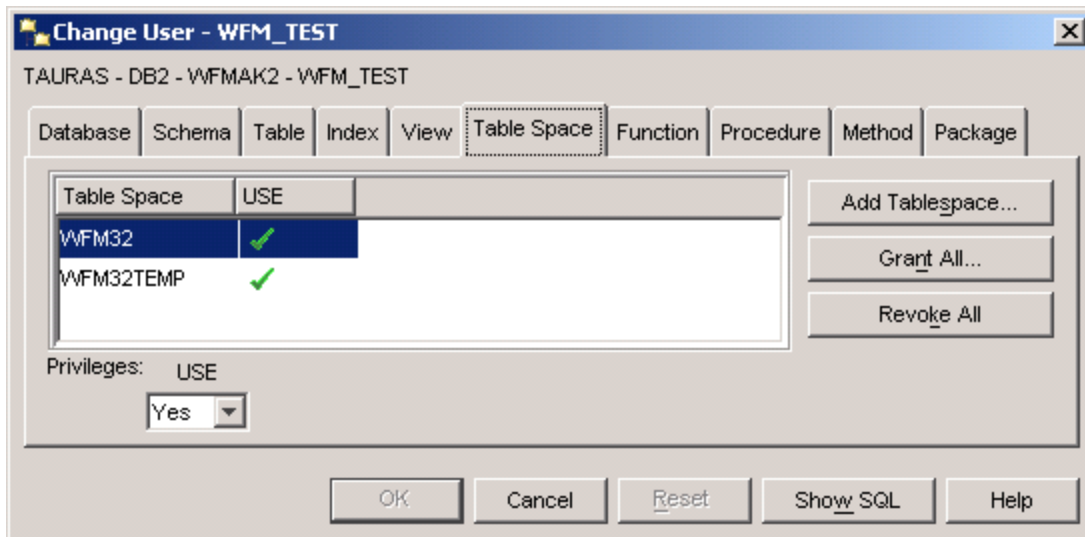 Change User - WFM_TEST
TAURAS - DB2 - WFMAK2 - WFM_TEST
Database Schema Table Index View Table Space Function Procedure Method Package
Table Space USE
WFM32
WFM32TEMP
Add Tablespace...
Grant All...
Revoke All
Privileges: USE
Yes
OK Cancel Reset Show SQL Help